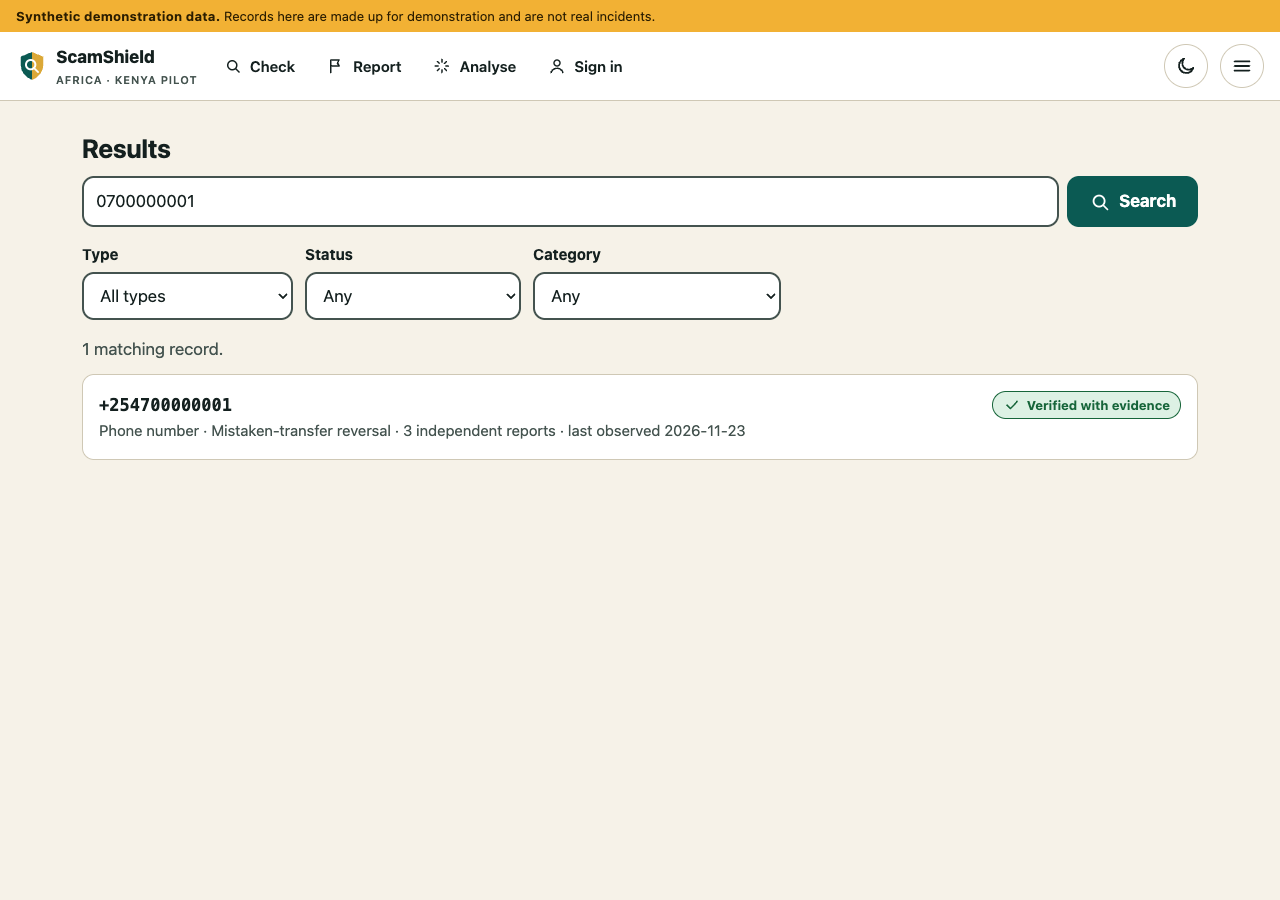 Synthetic demonstration data. Records here are made up for demonstration and are not real incidents.
ScamShield
AFRICA · KENYA PILOT
Check
Report
Analyse
Sign in
Results
0700000001
Search
Type
Status
Category
All types
Any
Any
1 matching record.
+254700000001
Verified with evidence
Phone number · Mistaken-transfer reversal · 3 independent reports · last observed 2026-11-23